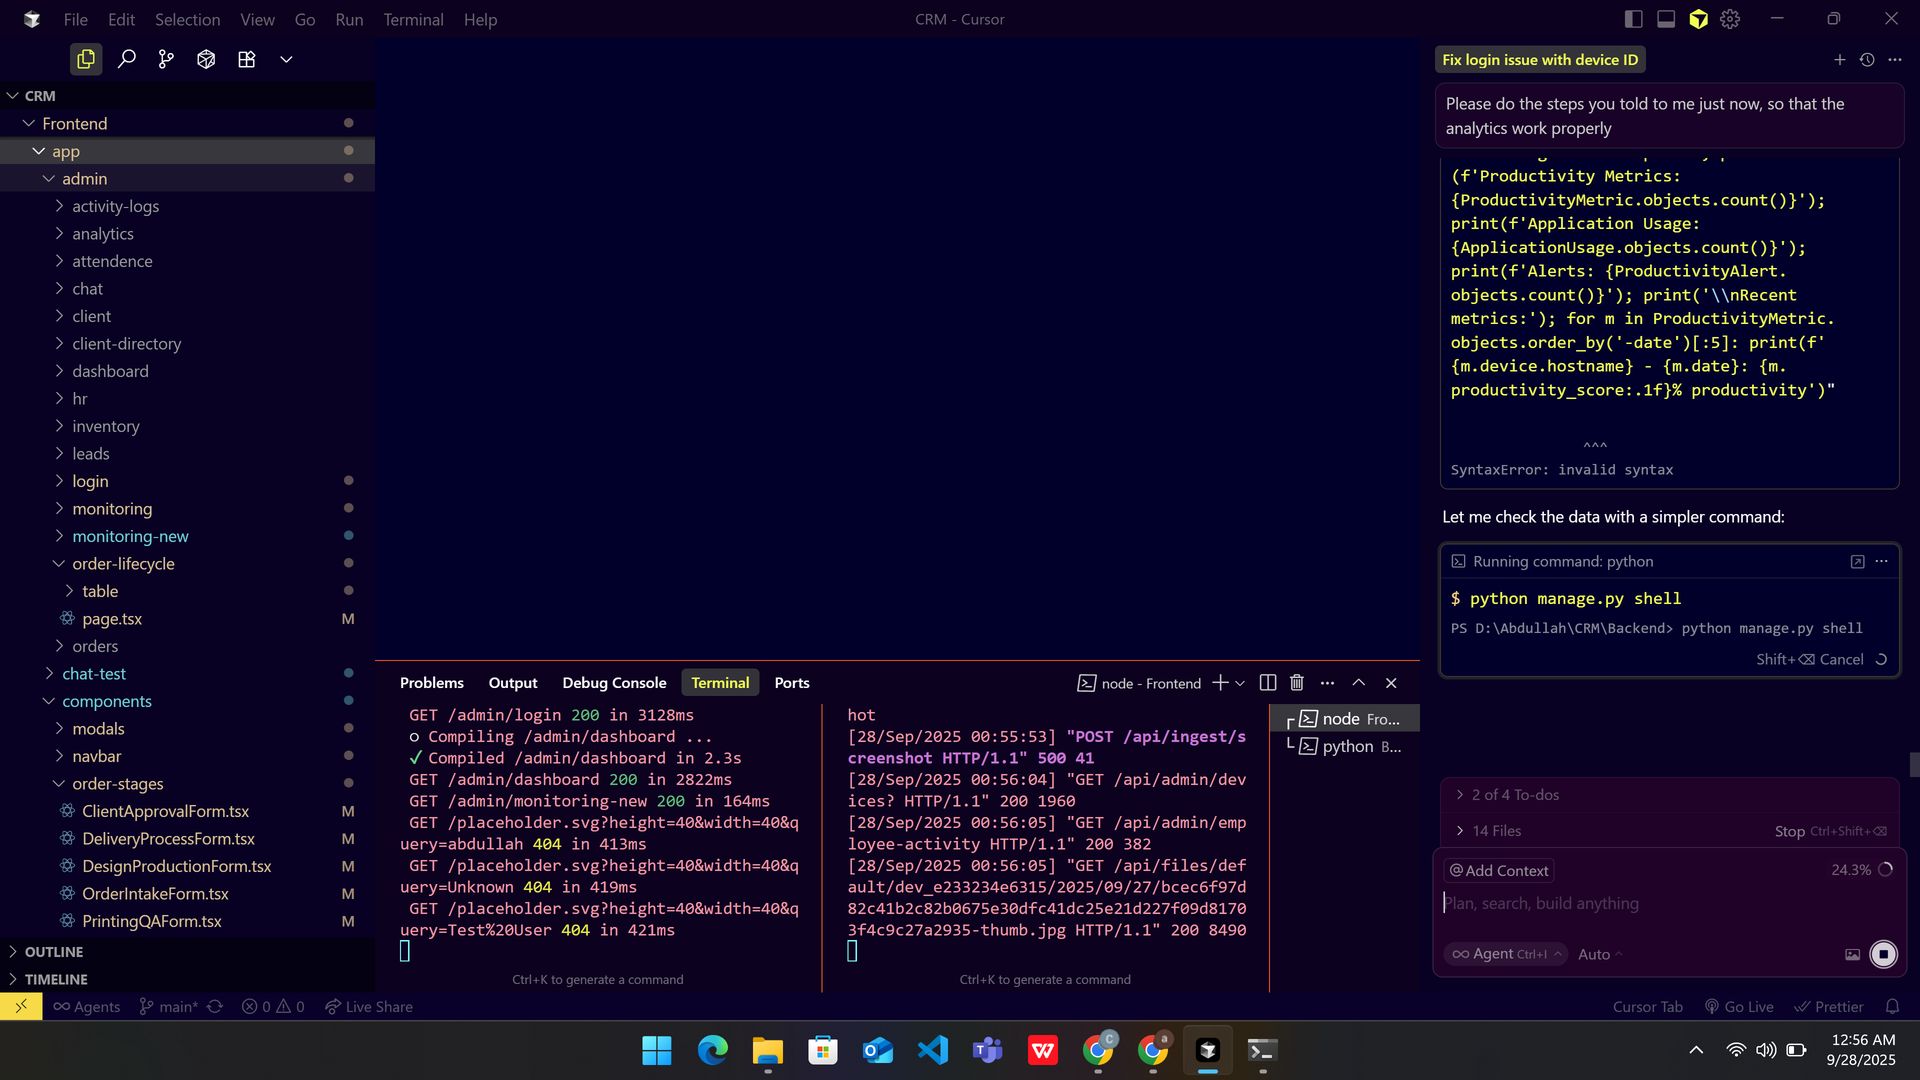 File Edit Selection View Go Run Terminal Help
CRM - Cursor
CRM
Frontend
app
admin
activity-logs
analytics
attendence
chat
client
client-directory
dashboard
hr
inventory
leads
login
monitoring
monitoring-new
order-lifecycle
table
page.tsx M
orders
chat-test
components
modals
navbar
order-stages
ClientApprovalForm.tsx M
DeliveryProcessForm.tsx M
DesignProductionForm.tsx M
OrderIntakeForm.tsx M
PrintingQAForm.tsx M
OUTLINE
TIMELINE
Problems Output Debug Console Terminal Ports
node - Frontend
GET /admin/login 200 in 3128ms
○ Compiling /admin/dashboard ...
✓ Compiled /admin/dashboard in 2.3s
GET /admin/dashboard 200 in 2822ms
GET /admin/monitoring-new 200 in 164ms
GET /placeholder.svg?height=40&width=40&q
uery=abdullah 404 in 413ms
GET /placeholder.svg?height=40&width=40&q
uery=Unknown 404 in 419ms
GET /placeholder.svg?height=40&width=40&q
uery=Test%20User 404 in 421ms
Ctrl+K to generate a command
hot
[28/Sep/2025 00:55:53] "POST /api/ingest/s
creenshot HTTP/1.1" 500 41
[28/Sep/2025 00:56:04] "GET /api/admin/dev
ices? HTTP/1.1" 200 1960
[28/Sep/2025 00:56:05] "GET /api/admin/emp
loyee-activity HTTP/1.1" 200 382
[28/Sep/2025 00:56:05] "GET /api/files/def
ault/dev_e233234e6315/2025/09/27/bcec6f97d
82c41b2c82b0675e30dfc41dc25e21d227f09d8170
3f4c9c27a2935-thumb.jpg HTTP/1.1" 200 8490
Ctrl+K to generate a command
node Fro...
python B...
Fix login issue with device ID
Please do the steps you told to me just now, so that the
analytics work properly
(f'Productivity Metrics:
{ProductivityMetric.objects.count()}');
print(f'Application Usage:
{ApplicationUsage.objects.count()}');
print(f'Alerts: {ProductivityAlert.
objects.count()}'); print('\\nRecent
metrics:'); for m in ProductivityMetric.
objects.order_by('-date')[:5]: print(f'
{m.device.hostname} - {m.date}: {m.
productivity_score:.1f}% productivity')"
^^^
SyntaxError: invalid syntax
Let me check the data with a simpler command:
Running command: python
$ python manage.py shell
PS D:\Abdullah\CRM\Backend> python manage.py shell
Shift+⌫ Cancel
2 of 4 To-dos
14 Files Stop Ctrl+Shift+⌫
@ Add Context 24.3%
Plan, search, build anything
∞ Agent Ctrl+I Auto
Agents main* 0 0 Live Share
Cursor Tab Go Live Prettier
12:56 AM
9/28/2025